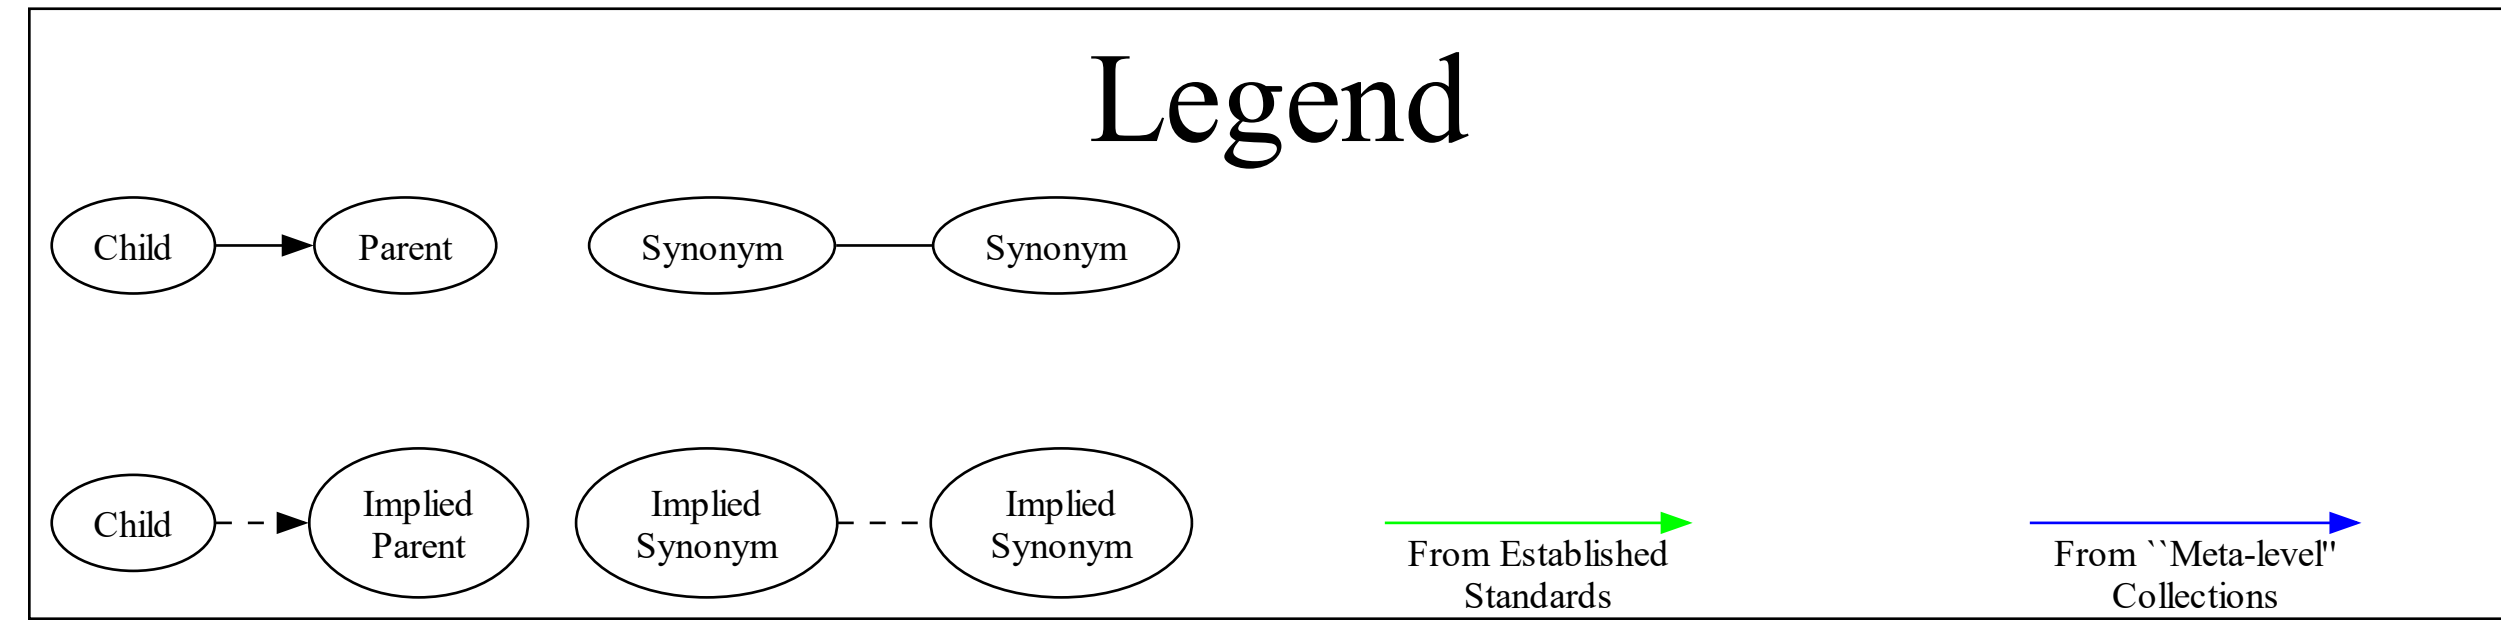 Legend
Child
Parent
Synonym
Synonym
Child
Implied
Parent
Implied
Synonym
Implied
Synonym
From Established
Standards
From ``Meta-level"
Collections